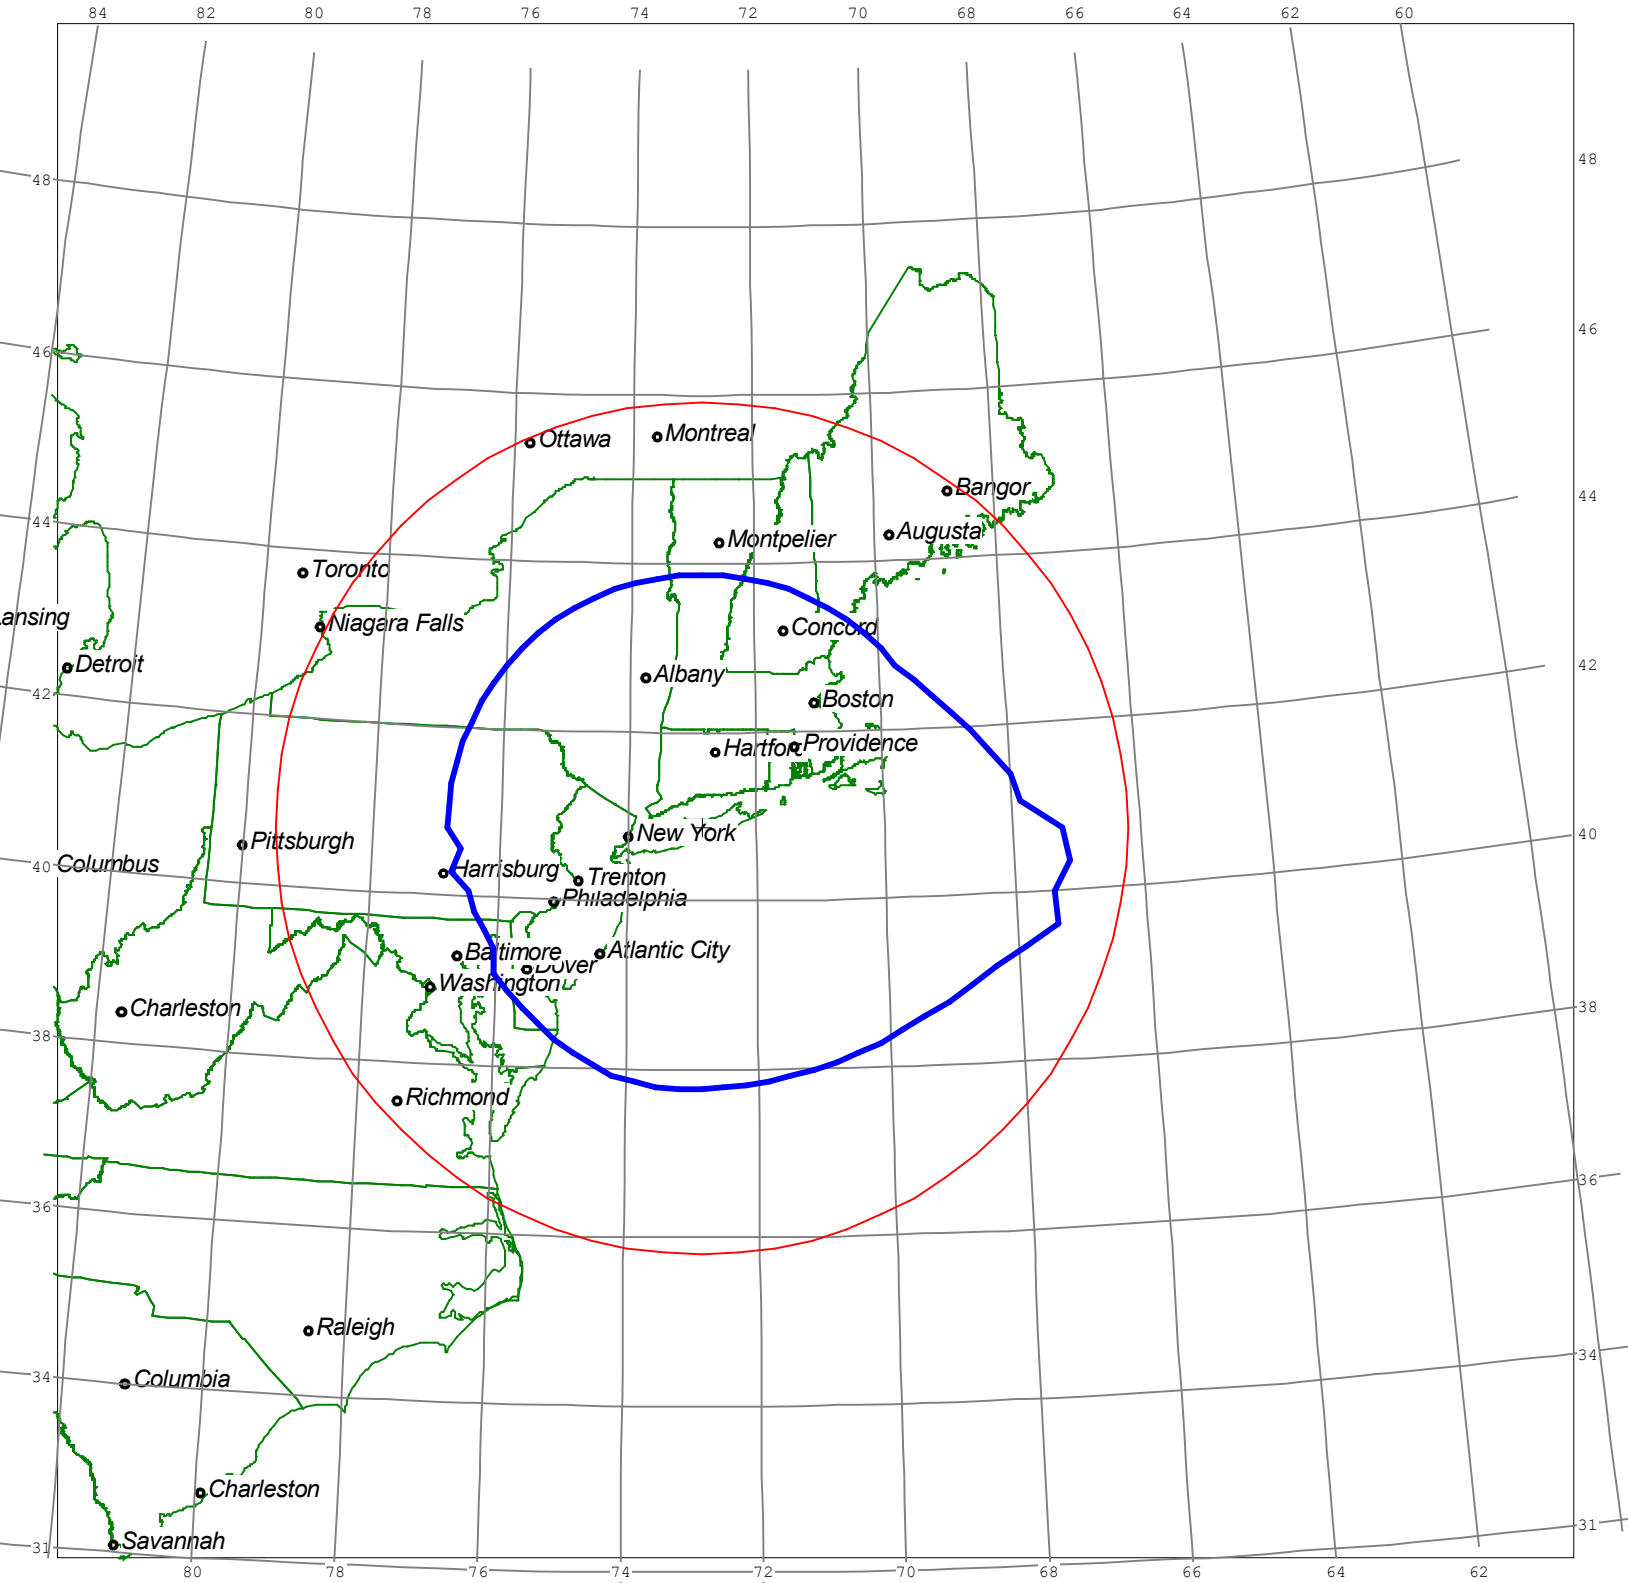 84 82 80 78 76 74 72 70 68 66 64 62 60
48 48
46 46
Ottawa Montreal
44 Bangor 44
Montpelier Augusta
Toronto
ansing Niagara Falls Concord
Detroit Albany 42
42 Boston
Hartford Providence
Pittsburgh New York 40
40 Columbus Harrisburg Trenton
Philadelphia
Baltimore Atlantic City
Dover
Washington
Charleston 38
38
Richmond
36 36
Raleigh
34 Columbia 34
Charleston
31 Savannah 31
80 78 76 74 72 70 68 66 64 62